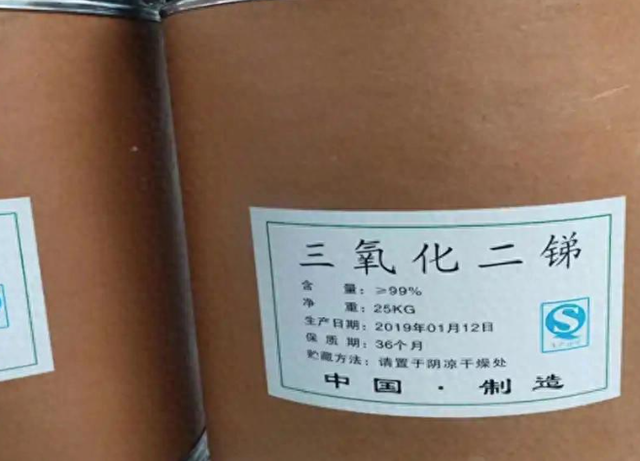 三氧化二锑
含 量：≥99%
净 重：25KG
生产日期：2019年01月12日
保 质 期：36个月
贮藏方法：请置于阴凉干燥处
中国·制造